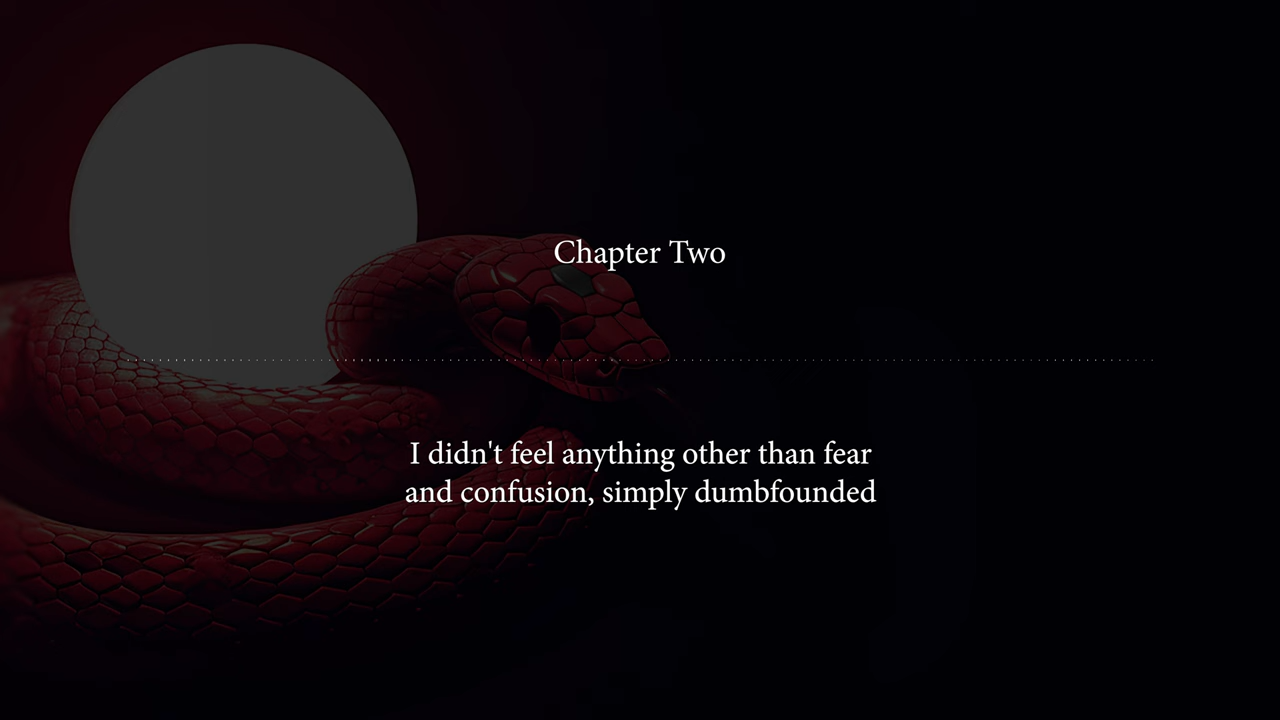 Chapter Two
I didn't feel anything other than fear
and confusion, simply dumbfounded